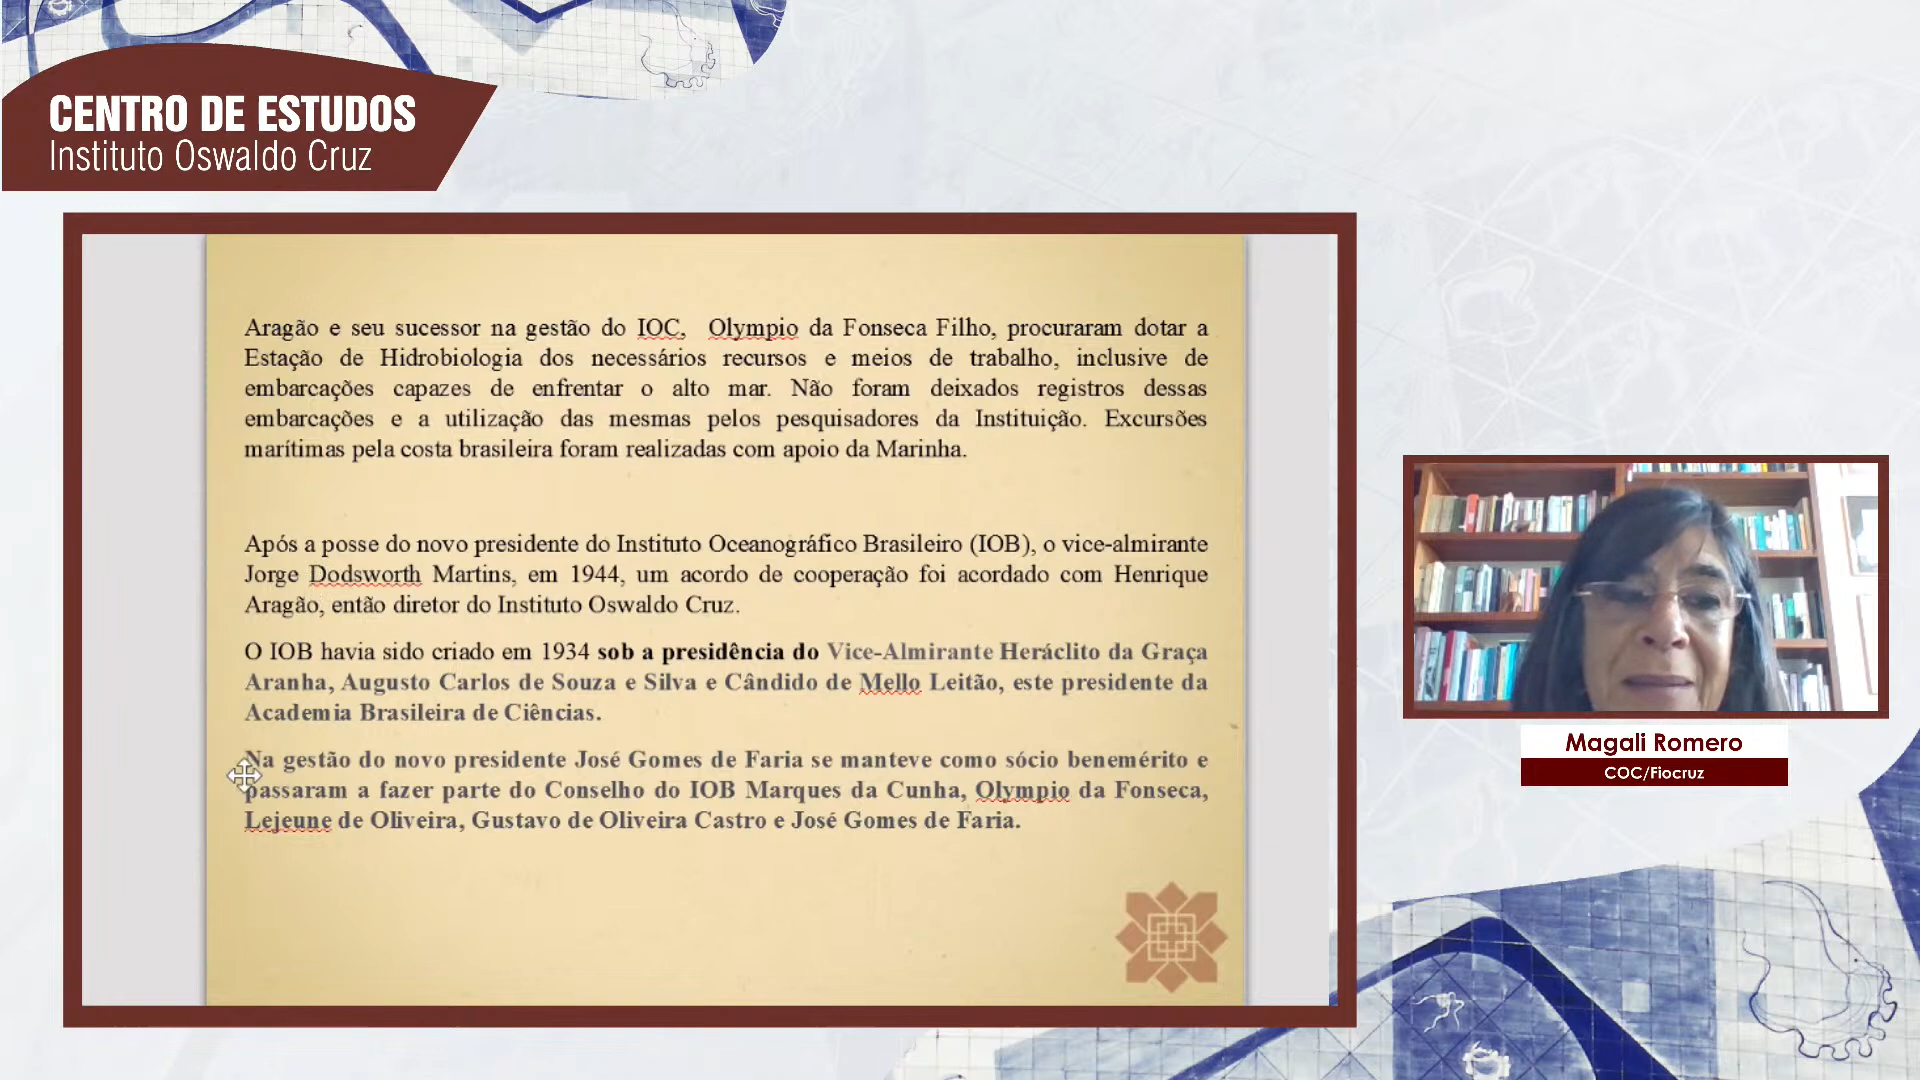 CENTRO DE ESTUDOS
Instituto Oswaldo Cruz
Aragão e seu sucessor na gestão do IOC, Olympio da Fonseca Filho, procuraram dotar a
Estação de Hidrobiologia dos necessários recursos e meios de trabalho, inclusive de
embarcações capazes de enfrentar o alto mar. Não foram deixados registros dessas
embarcações e a utilização das mesmas pelos pesquisadores da Instituição. Excursões
marítimas pela costa brasileira foram realizadas com apoio da Marinha.
Após a posse do novo presidente do Instituto Oceanográfico Brasileiro (IOB), o vice-almirante
Jorge Dodsworth Martins, em 1944, um acordo de cooperação foi acordado com Henrique
Aragão, então diretor do Instituto Oswaldo Cruz.
O IOB havia sido criado em 1934 sob a presidência do Vice-Almirante Heráclito da Graça
Aranha, Augusto Carlos de Souza e Silva e Cândido de Mello Leitão, este presidente da
Academia Brasileira de Ciências.
Na gestão do novo presidente José Gomes de Faria se manteve como sócio benemérito e
passaram a fazer parte do Conselho do IOB Marques da Cunha, Olympio da Fonseca,
Lejeune de Oliveira, Gustavo de Oliveira Castro e José Gomes de Faria.
Magali Romero
COC/Fiocruz